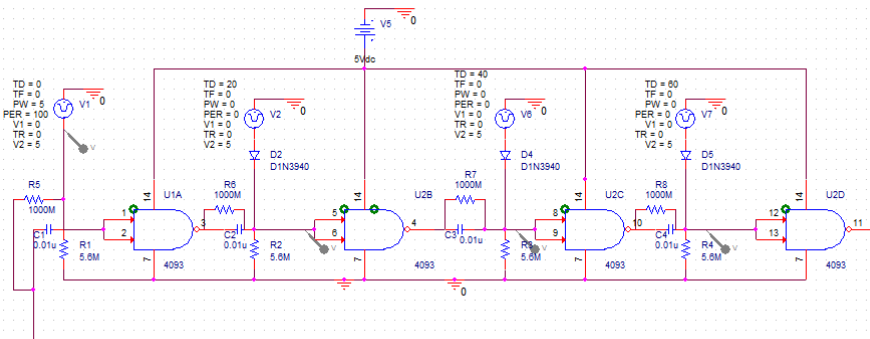 V5
0
5Vdc
TD = 0
TF = 0
PW = 5
PER = 100
V1 = 0
TR = 0
V2 = 5
V1
0
TD = 20
TF = 0
PW = 0
PER = 0
V1 = 0
TR = 0
V2 = 5
V2
0
TD = 40
TF = 0
PW = 0
PER = 0
V1 = 0
TR = 0
V2 = 5
V6
0
TD = 60
TF = 0
PW = 0
PER = 0
V1 = 0
TR = 0
V2 = 5
V7
0
D2
D1N3940
D4
D1N3940
D5
D1N3940
R5
1000M
C1
0.01u
R1
5.6M
U1A
14
1
2
3
7
4093
R6
1000M
C2
0.01u
R2
5.6M
V
U2B
14
5
6
4
7
4093
R7
1000M
C3
0.01u
R3
5.6M
V
U2C
14
8
9
10
7
4093
R8
1000M
C4
0.01u
R4
5.6M
V
U2D
14
12
13
11
7
4093
0
V